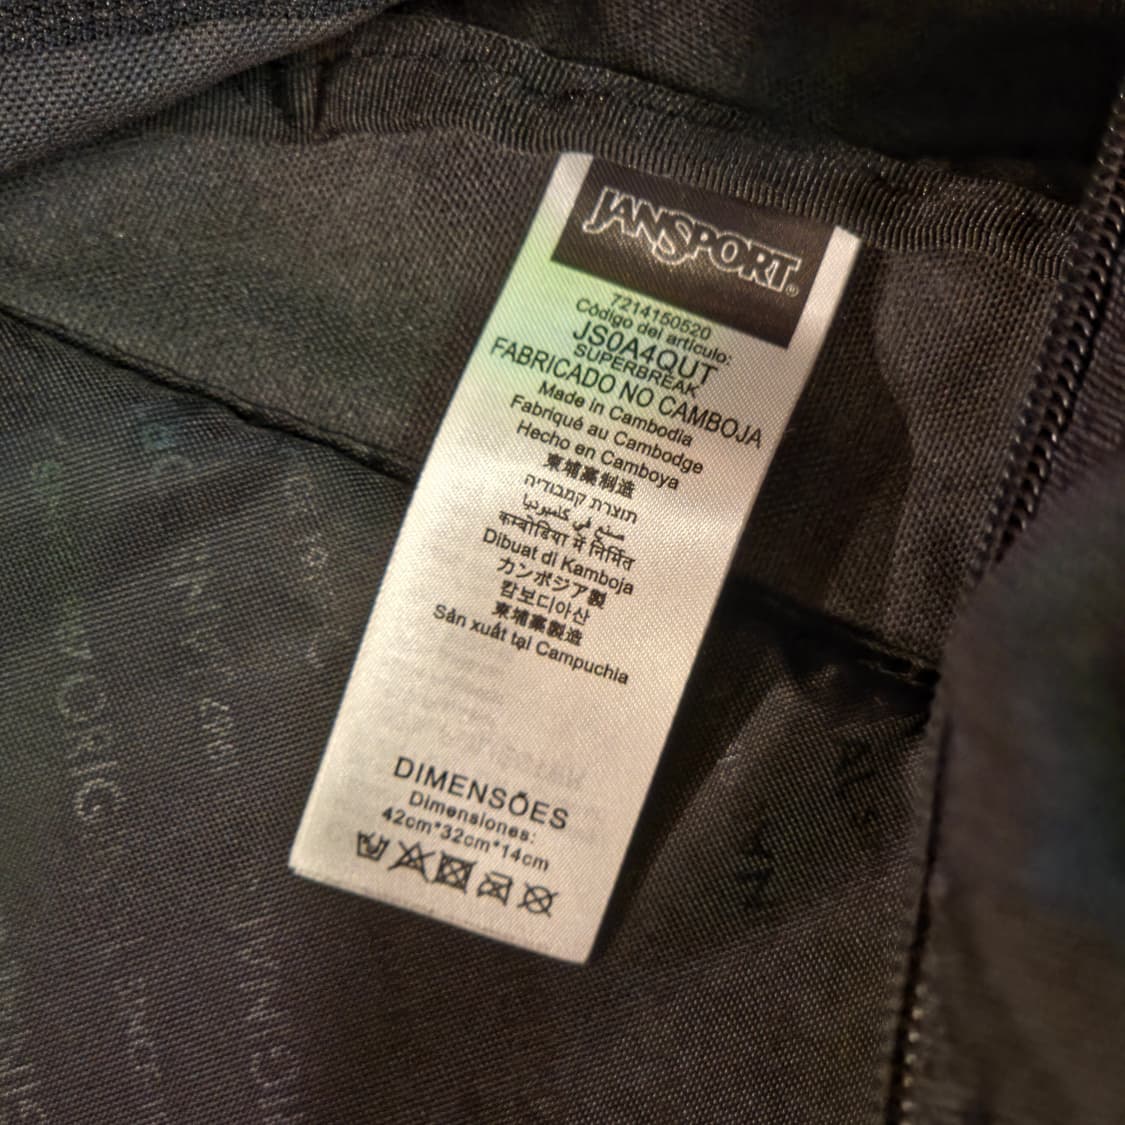 JANSPORT®
7214150520
Código del artículo:
JS0A4QUT
SUPERBREAK
FABRICADO NO CAMBOJA
Made in Cambodia
Fabriqué au Cambodge
Hecho en Camboya
柬埔寨制造
תוצרת קמבודיה
صنع في كلمبوديا
कम्बोडिया में निर्मित
Dibuat di Kamboja
カンボジア製
캄보디아산
柬埔寨製造
Sản xuất tại Campuchia
DIMENSÕES
Dimensiones:
42cm*32cm*14cm
ORIG